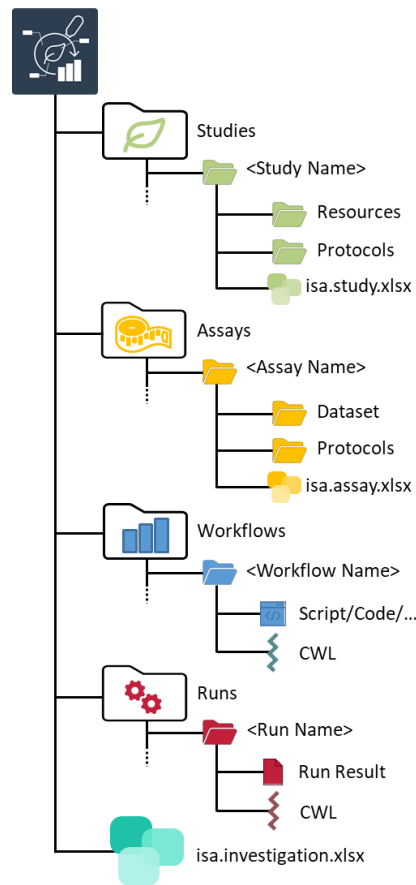 Studies
<Study Name>
Resources
Protocols
isa.study.xlsx
Assays
<Assay Name>
Dataset
Protocols
isa.assay.xlsx
Workflows
<Workflow Name>
Script/Code/...
CWL
Runs
<Run Name>
Run Result
CWL
isa.investigation.xlsx